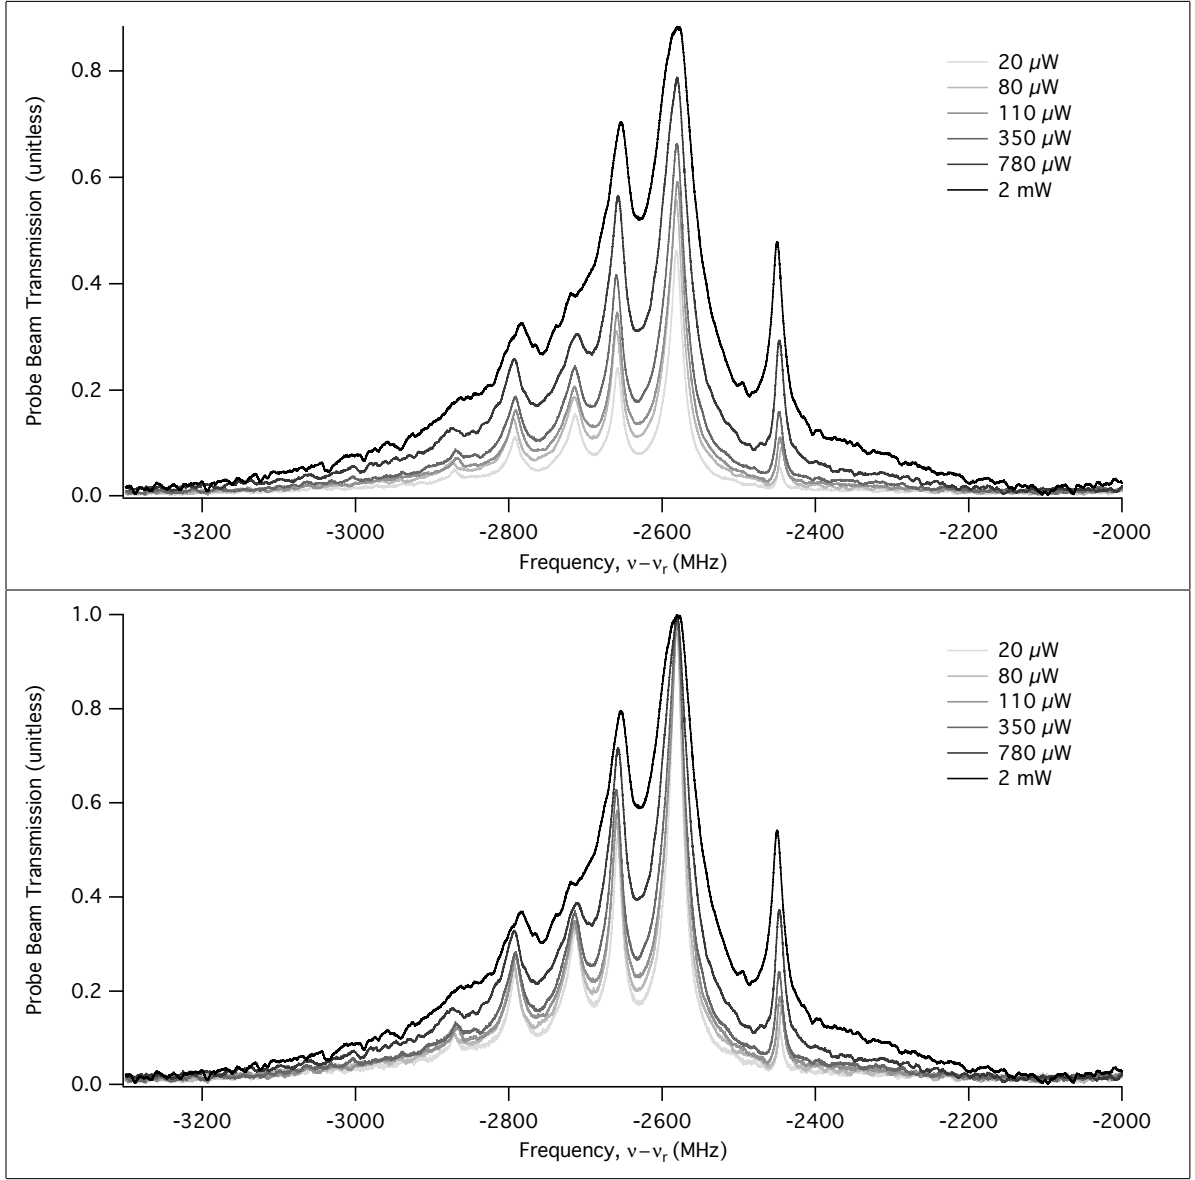 Probe Beam Transmission (unitless)
0.8
0.6
0.4
0.2
0.0
20 µW
80 µW
110 µW
350 µW
780 µW
2 mW
-3200 -3000 -2800 -2600 -2400 -2200 -2000
Frequency, ν–νr (MHz)
Probe Beam Transmission (unitless)
1.0
0.8
0.6
0.4
0.2
0.0
20 µW
80 µW
110 µW
350 µW
780 µW
2 mW
-3200 -3000 -2800 -2600 -2400 -2200 -2000
Frequency, ν–νr (MHz)